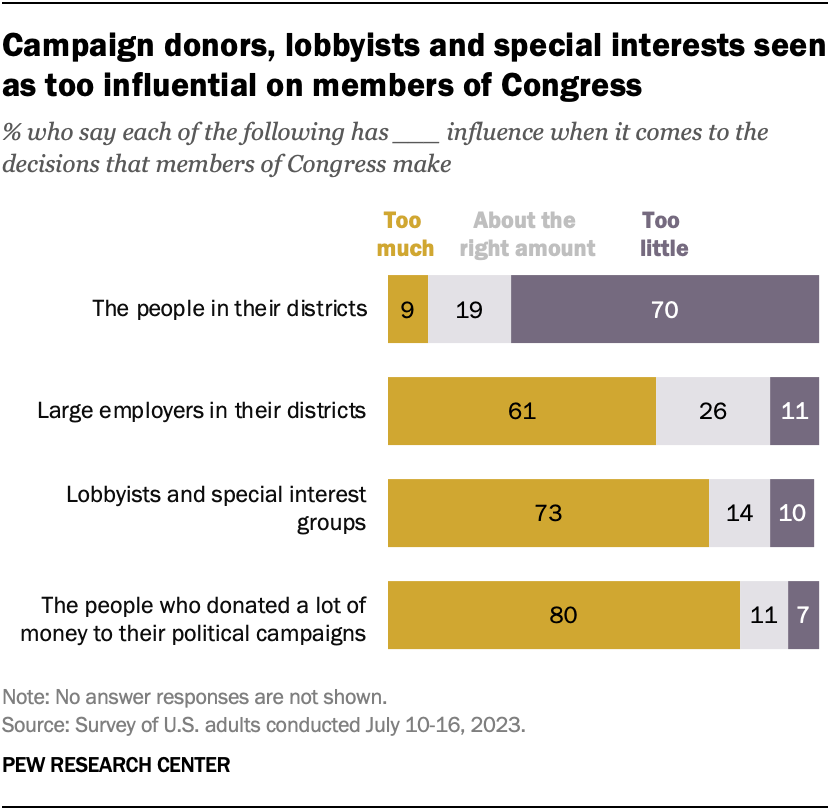 Campaign donors, lobbyists and special interests seen
as too influential on members of Congress
% who say each of the following has ___ influence when it comes to the
decisions that members of Congress make
Too much
About the right amount
Too little
The people in their districts 9 19 70
Large employers in their districts 61 26 11
Lobbyists and special interest
groups 73 14 10
The people who donated a lot of
money to their political campaigns 80 11 7
Note: No answer responses are not shown.
Source: Survey of U.S. adults conducted July 10-16, 2023.
PEW RESEARCH CENTER